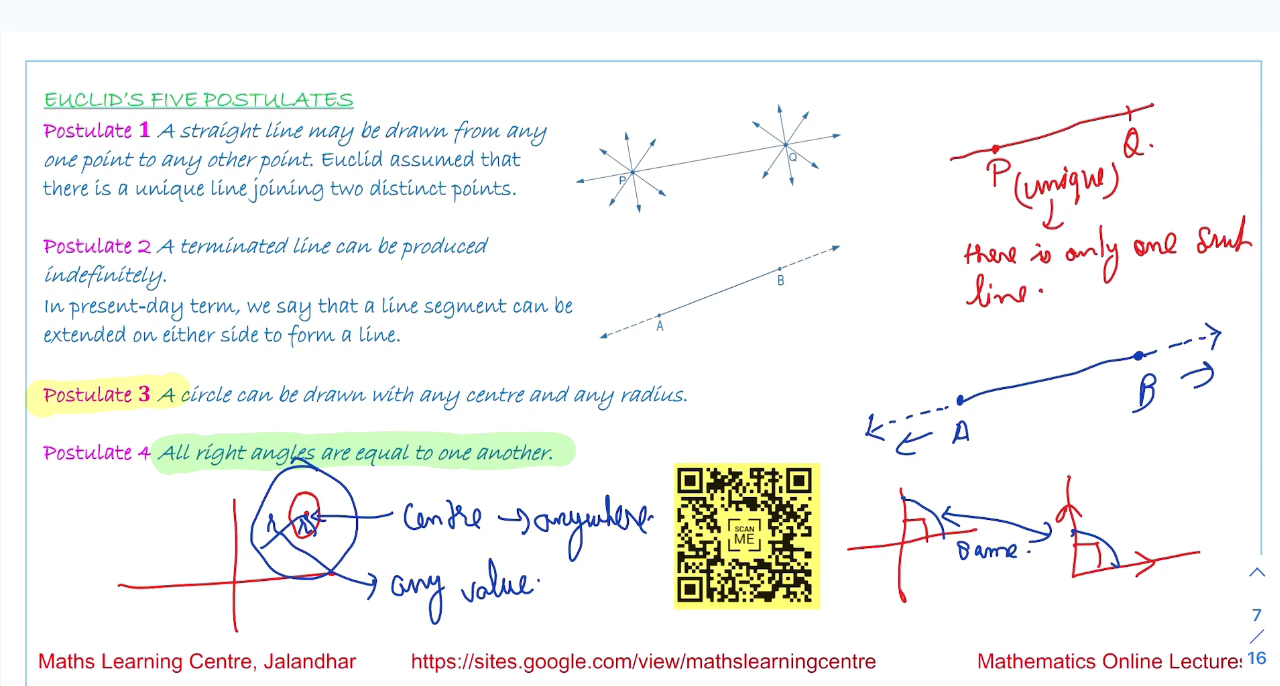 EUCLID'S FIVE POSTULATES
Postulate 1 A straight line may be drawn from any
one point to any other point. Euclid assumed that
there is a unique line joining two distinct points.
P
Q
P
Q.
(unique)
there is only one such
line.
Postulate 2 A terminated line can be produced
indefinitely.
In present-day term, we say that a line segment can be
extended on either side to form a line.
A
B
A
B
Postulate 3 A circle can be drawn with any centre and any radius.
Postulate 4 All right angles are equal to one another.
r
r
Centre → anywhere.
any value.
SCAN
ME
same.
7
/
16
Maths Learning Centre, Jalandhar
https://sites.google.com/view/mathslearningcentre
Mathematics Online Lectures